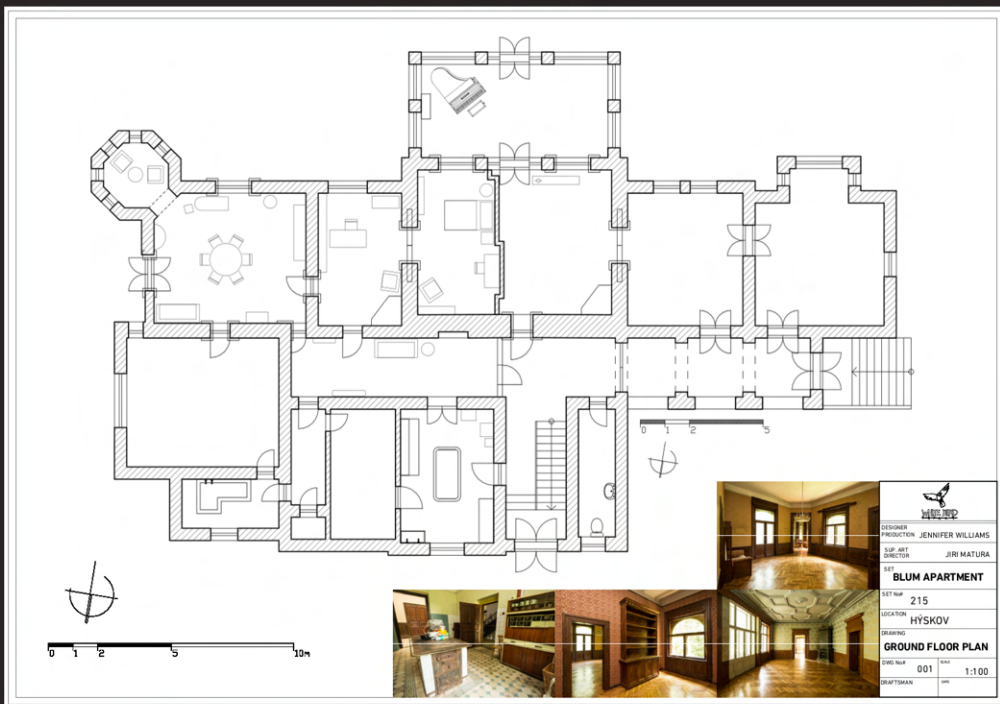 0 1 2 5
0 1 2 5 10m
DESIGNER
PRODUCTION JENNIFER WILLIAMS
SUP. ART
DIRECTOR JIRI MATURA
SET
BLUM APARTMENT
SET No# 215
LOCATION HÝSKOV
DRAWING
GROUND FLOOR PLAN
DWG No# 001 SCALE 1:100
DRAFTSMAN DATE